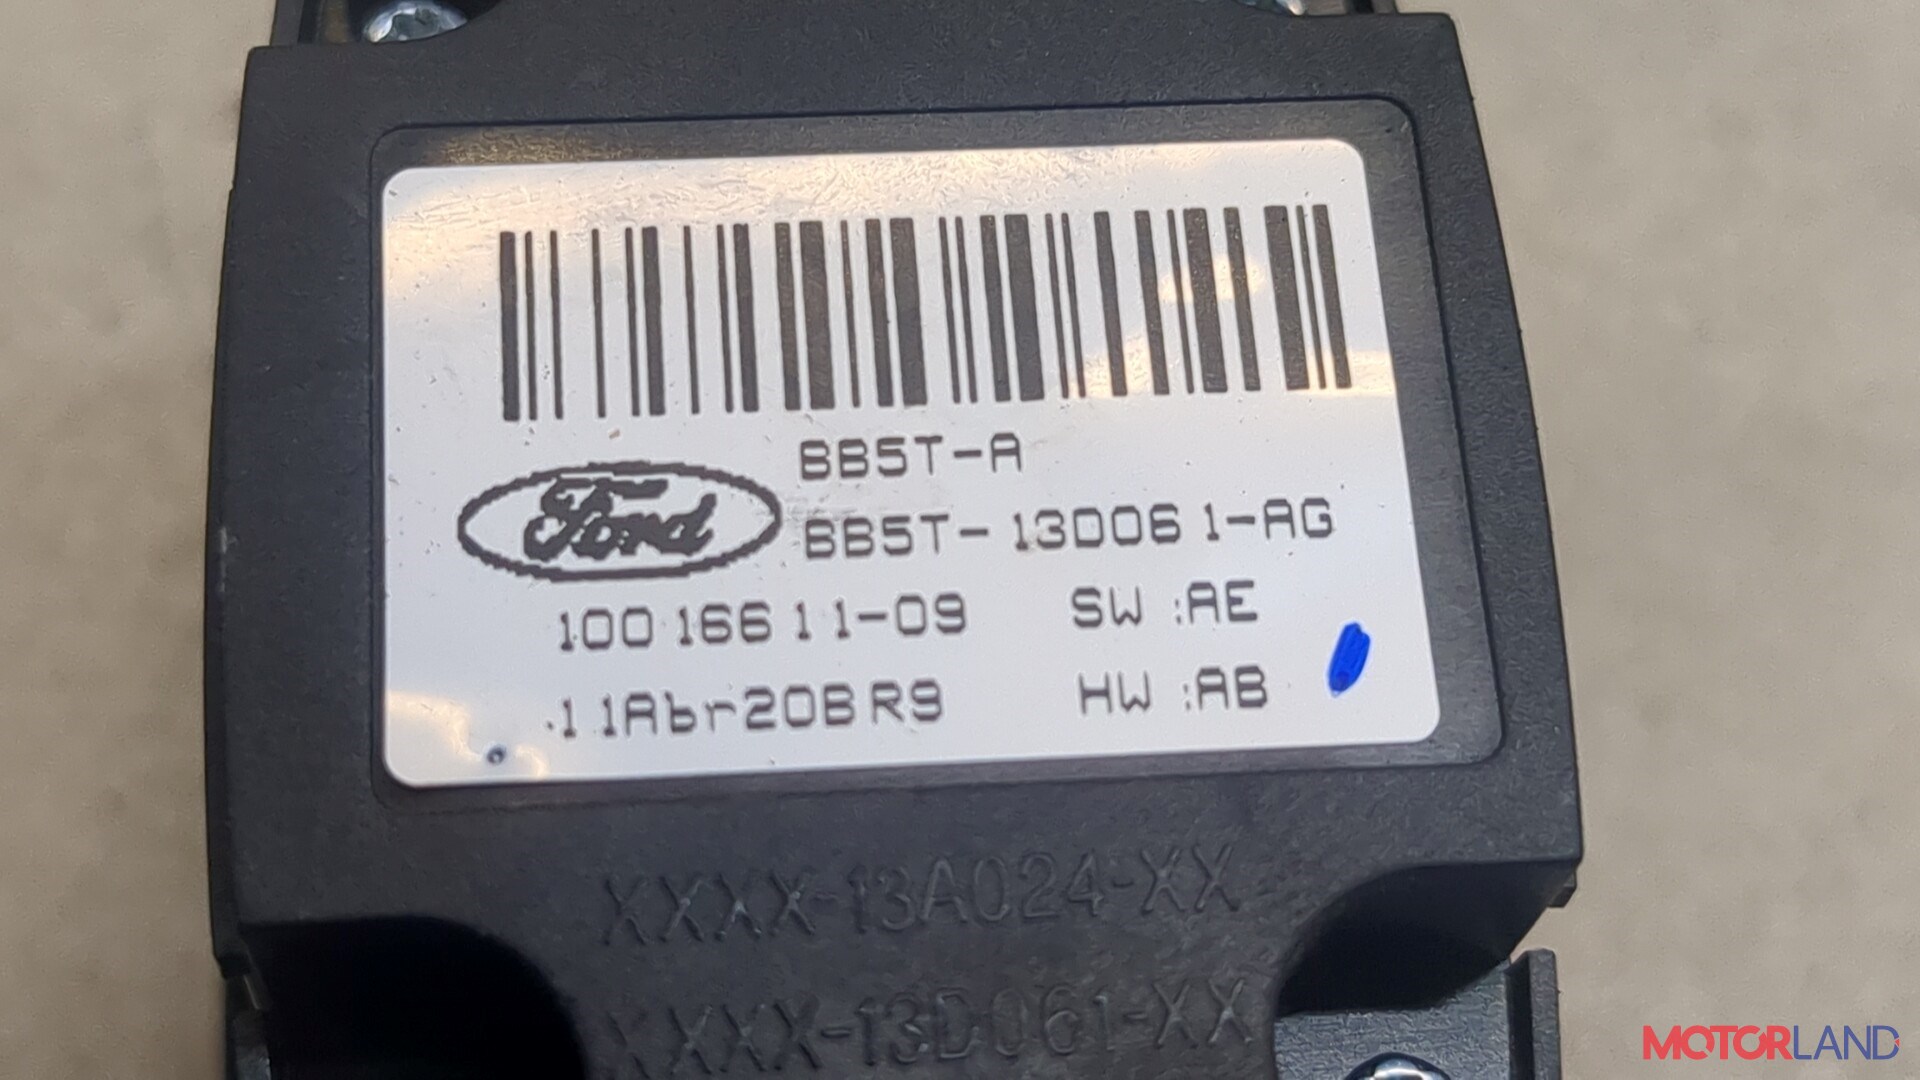 BB5T-A
Ford
BB5T-13D061-AG
10016611-09 SW :AE
11Abr20BR9 HW :AB
XXXX-13A024-XX
XXXX-13D061-XX
MOTORLAND